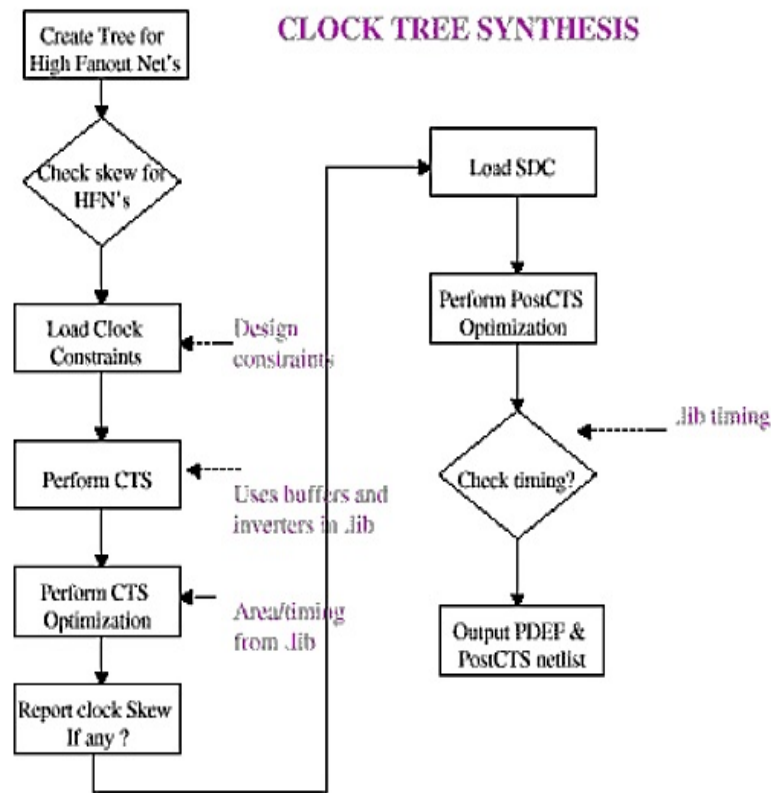 CLOCK TREE SYNTHESIS
Create Tree for
High Fanout Net's
Check skew for
HFN's
Load Clock
Constraints
Design
constraints
Perform CTS
Uses buffers and
inverters in .lib
Perform CTS
Optimization
Area/timing
from .lib
Report clock Skew
If any ?
Load SDC
Perform PostCTS
Optimization
.lib timing
Check timing?
Output PDEF &
PostCTS netlist